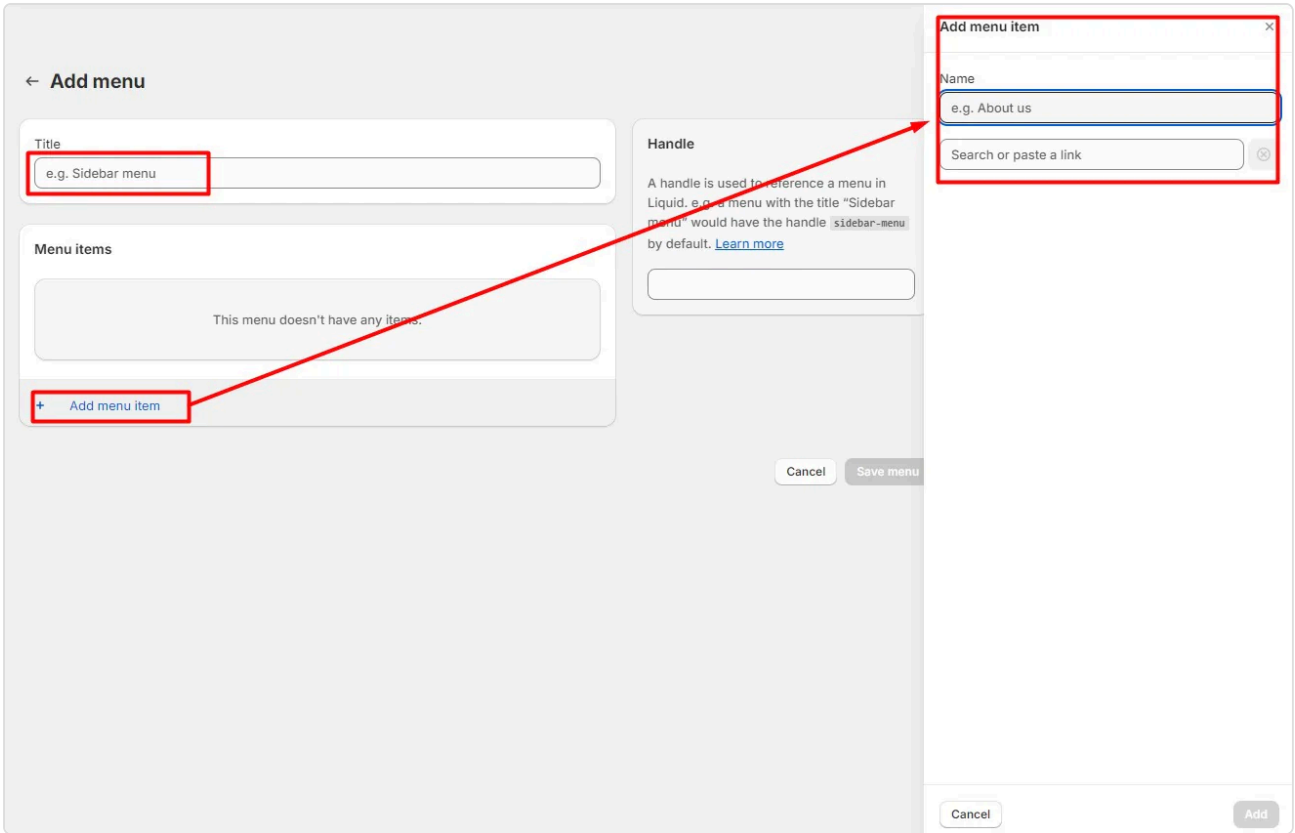 Add menu
Title
e.g. Sidebar menu
Menu items
This menu doesn't have any items.
+ Add menu item
Handle
A handle is used to reference a menu in
Liquid. e.g. a menu with the title “Sidebar
menu” would have the handle sidebar-menu
by default. Learn more
Cancel
Save menu
Add menu item
Name
e.g. About us
Search or paste a link
Cancel
Add